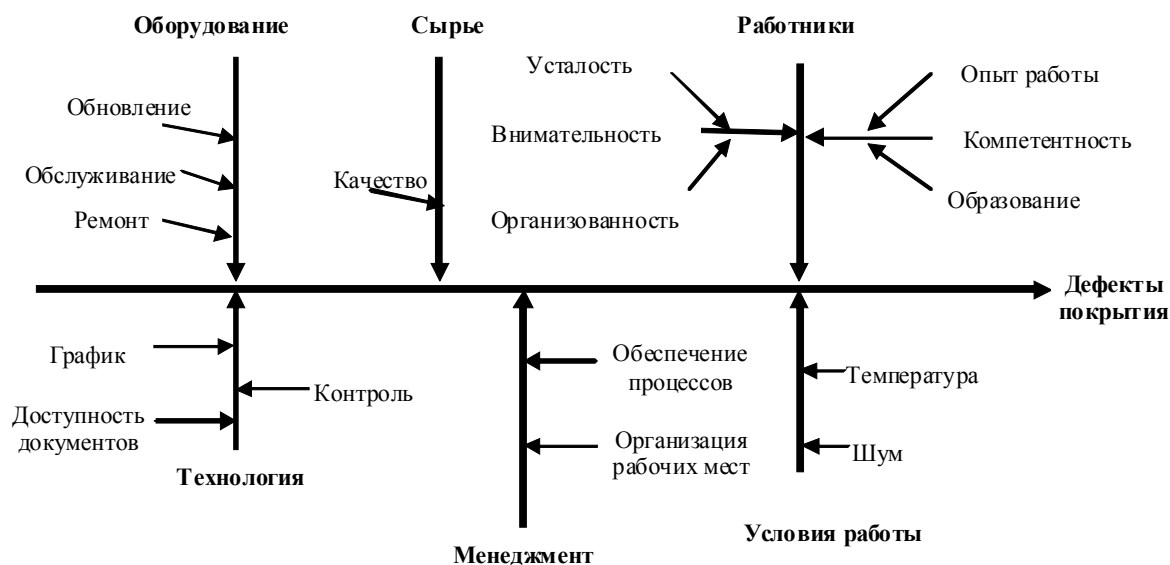 Оборудование
Сырье
Работники
Усталость
Опыт работы
Обновление
Внимательность
Компетентность
Обслуживание
Качество
Образование
Ремонт
Организованность
Дефекты
покрытия
График
Обеспечение
процессов
Температура
Контроль
Доступность
документов
Организация
рабочих мест
Шум
Технология
Условия работы
Менеджмент